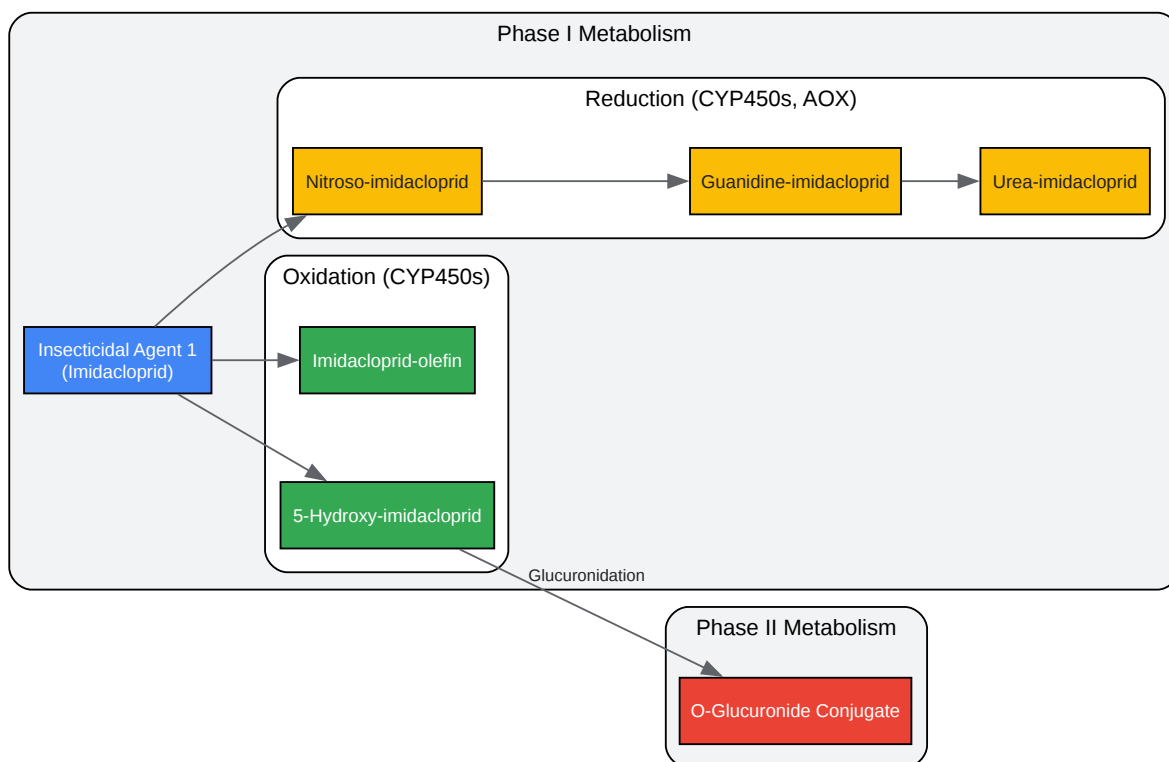 Phase I Metabolism
Reduction (CYP450s, AOX)
Nitroso-imidacloprid
Guanidine-imidacloprid
Urea-imidacloprid
Oxidation (CYP450s)
Insecticidal Agent 1
(Imidacloprid)
Imidacloprid-olefin
5-Hydroxy-imidacloprid
Glucuronidation
Phase II Metabolism
O-Glucuronide Conjugate